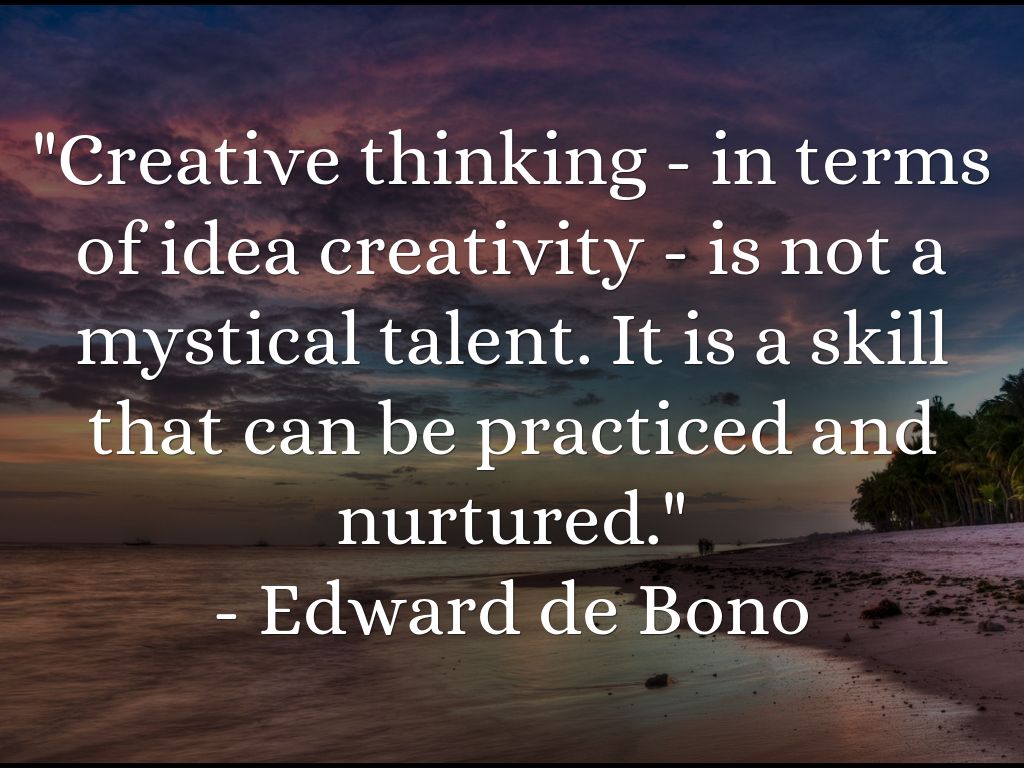 "Creative thinking - in terms
of idea creativity - is not a
mystical talent. It is a skill
that can be practiced and
nurtured."
- Edward de Bono